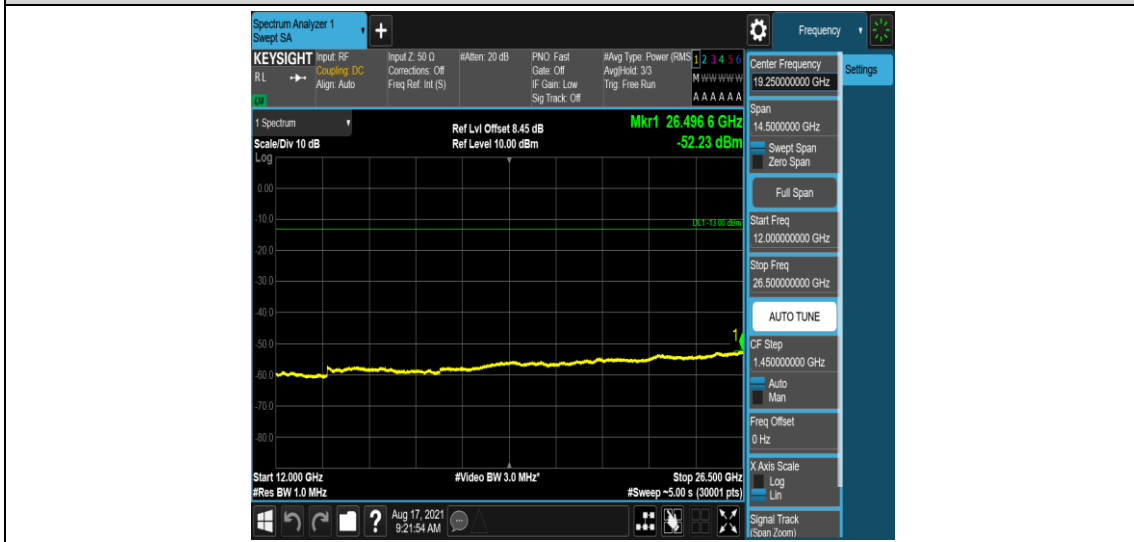 Spectrum Analyzer 1
Swept SA
Frequency
KEYSIGHT Input: RF Input Z: 50 Ω #Atten: 20 dB PNO: Fast #Avg Type: Power (RMS 1 2 3 4 5 6
RL Coupling: DC Corrections: Off Gate: Off Avg|Hold: 3/3 M W W W W W
Align: Auto Freq Ref: Int (S) IF Gain: Low Trig: Free Run
Sig Track: Off A A A A A A
LXI
1 Spectrum
Scale/Div 10 dB
Ref Lvl Offset 8.45 dB
Ref Level 10.00 dBm
Mkr1 26.496 6 GHz
-52.23 dBm
Log
0.00
-10.0
DL1 -13.00 dBm
-20.0
-30.0
-40.0
1
-50.0
-60.0
-70.0
-80.0
Start 12.000 GHz #Video BW 3.0 MHz* Stop 26.500 GHz
#Res BW 1.0 MHz #Sweep ~5.00 s (30001 pts)
Aug 17, 2021
9:21:54 AM
Center Frequency
19.250000000 GHz
Settings
Span
14.5000000 GHz
Swept Span
Zero Span
Full Span
Start Freq
12.000000000 GHz
Stop Freq
26.500000000 GHz
AUTO TUNE
CF Step
1.450000000 GHz
Auto
Man
Freq Offset
0 Hz
X Axis Scale
Log
Lin
Signal Track
(Span Zoom)